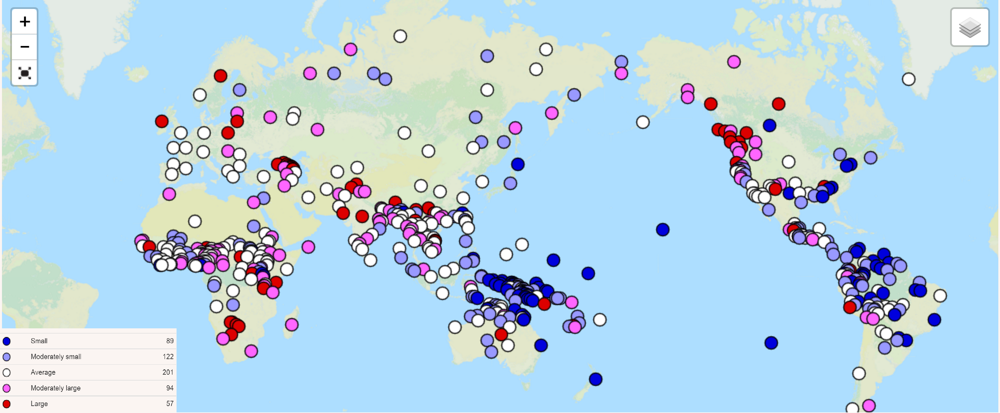 +
−
Small 89
Moderately small 122
Average 201
Moderately large 94
Large 57